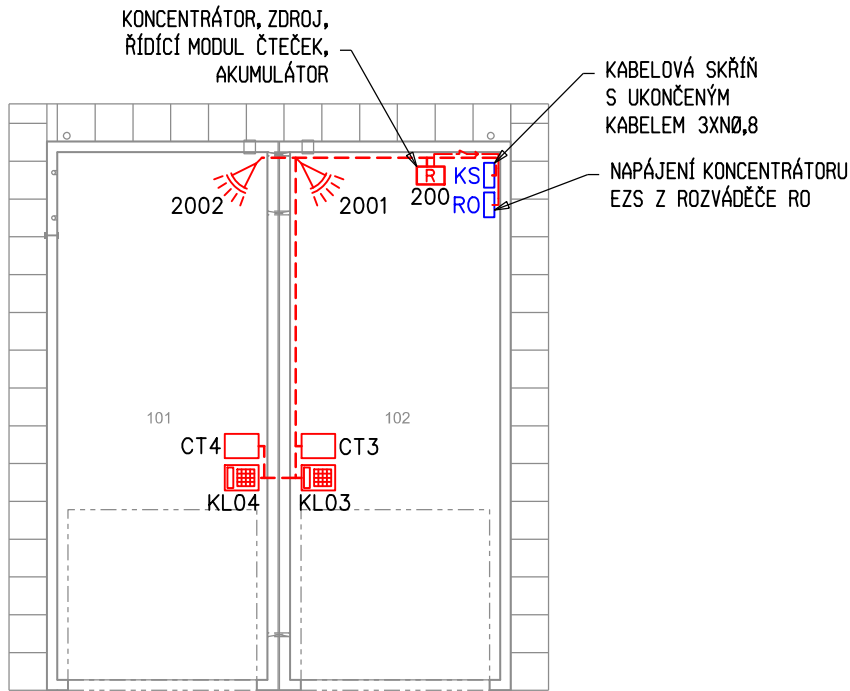 KONCENTRÁTOR, ZDROJ,
ŘÍDÍCÍ MODUL ČTEČEK,
AKUMULÁTOR
KABELOVÁ SKŘÍŇ
S UKONČENÝM
KABELEM 3XN0,8
NAPÁJENÍ KONCENTRÁTORU
EZS Z ROZVÁDĚČE RO
2002
2001
R
200
KS
RO
101
102
CT4
CT3
KL04
KL03